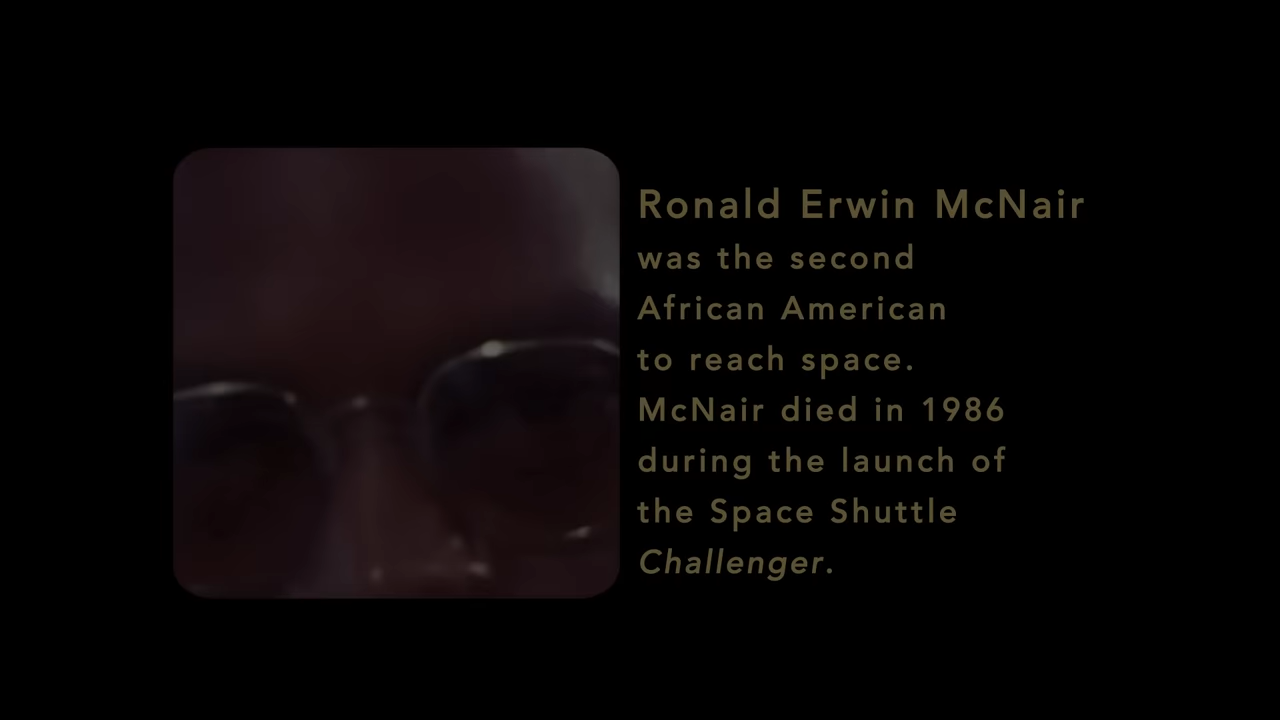 Ronald Erwin McNair
was the second
African American
to reach space.
McNair died in 1986
during the launch of
the Space Shuttle
Challenger.